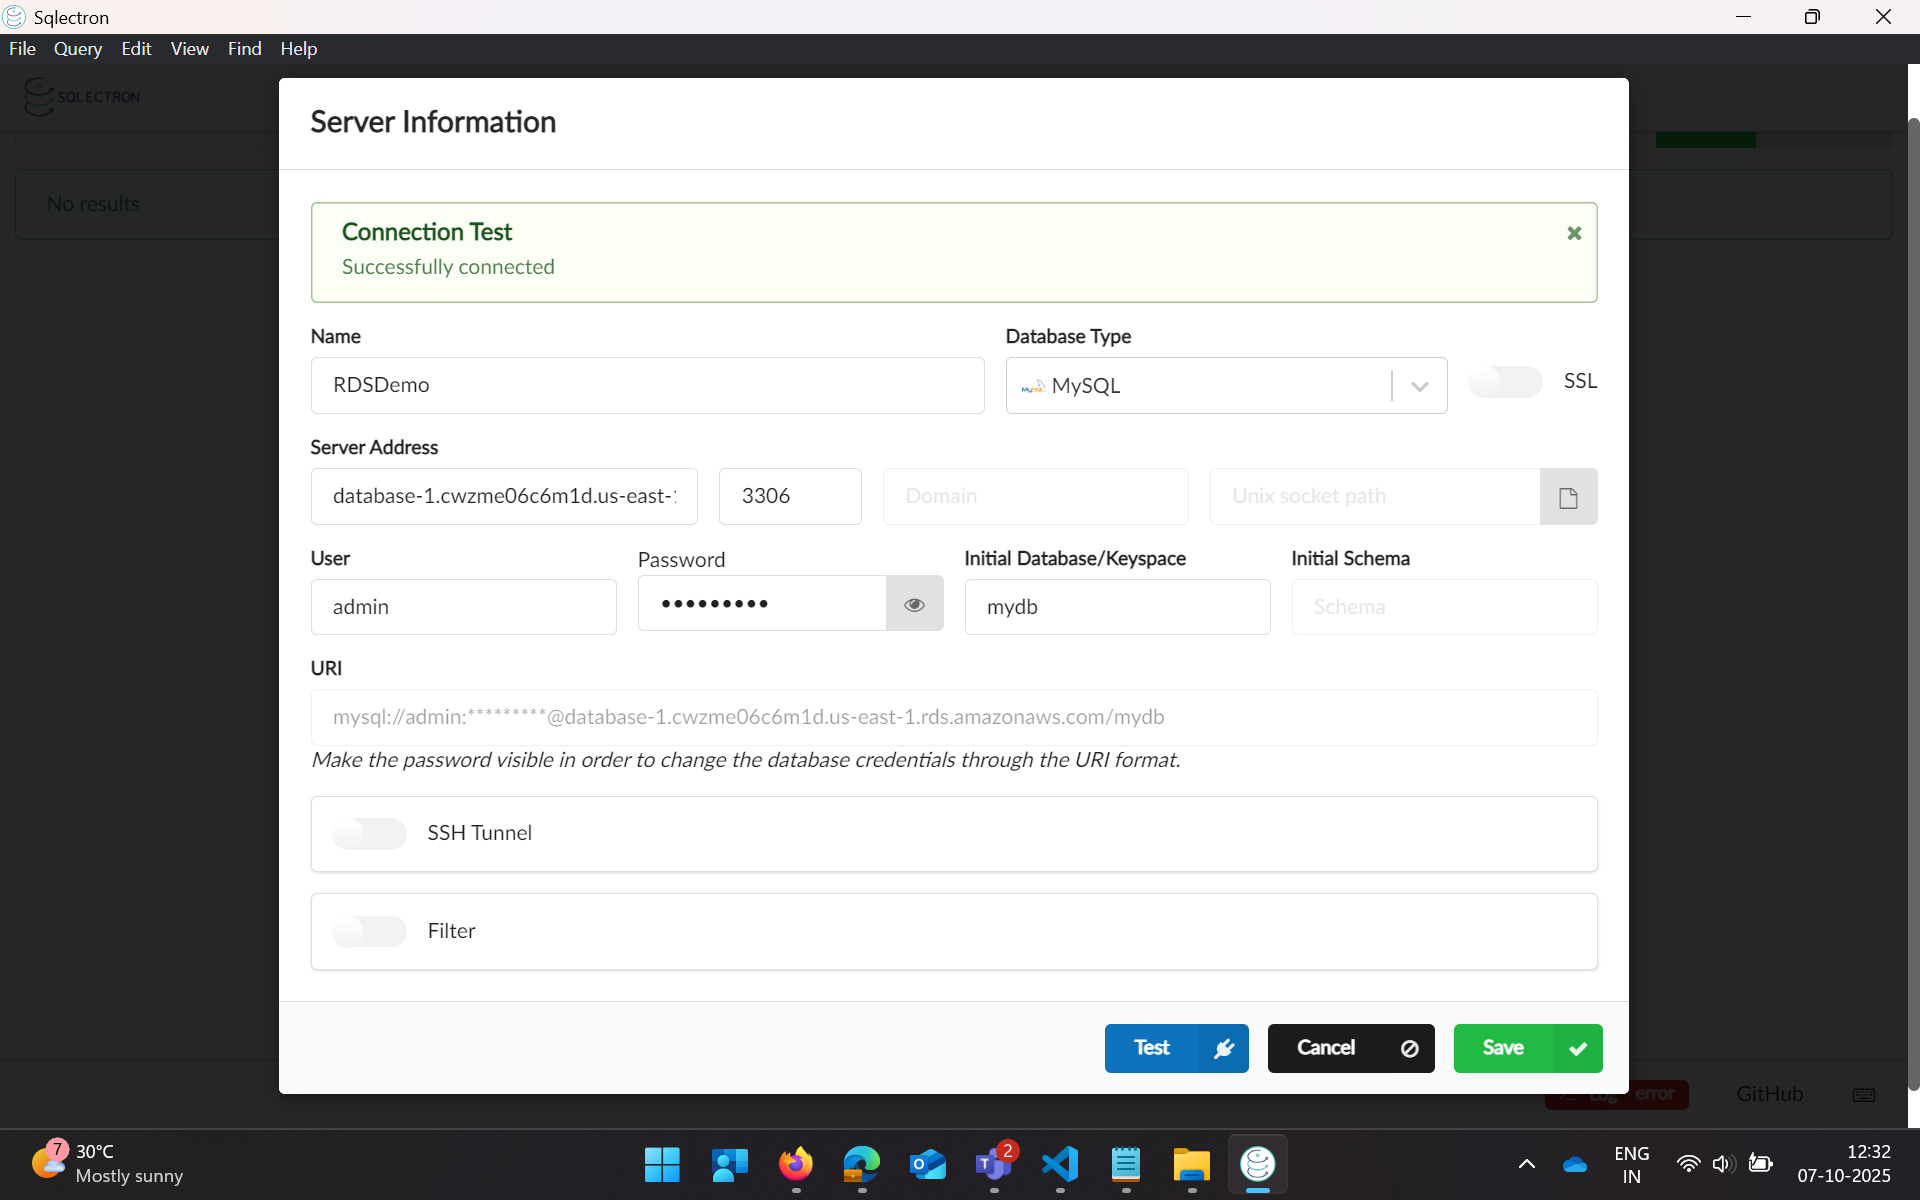 Sqlectron
File Query Edit View Find Help
SQLECTRON
Server Information
No results
Connection Test
Successfully connected
Name
Database Type
RDSDemo
MySQL
SSL
Server Address
database-1.cwzme06c6m1d.us-east-1
3306
Domain
Unix socket path
User
Password
Initial Database/Keyspace
Initial Schema
admin
•••••••••
mydb
Schema
URI
mysql://admin:*********@database-1.cwzme06c6m1d.us-east-1.rds.amazonaws.com/mydb
Make the password visible in order to change the database credentials through the URI format.
SSH Tunnel
Filter
Test
Cancel
Save
Log
error
GitHub
7
30°C
Mostly sunny
2
ENG
IN
12:32
07-10-2025